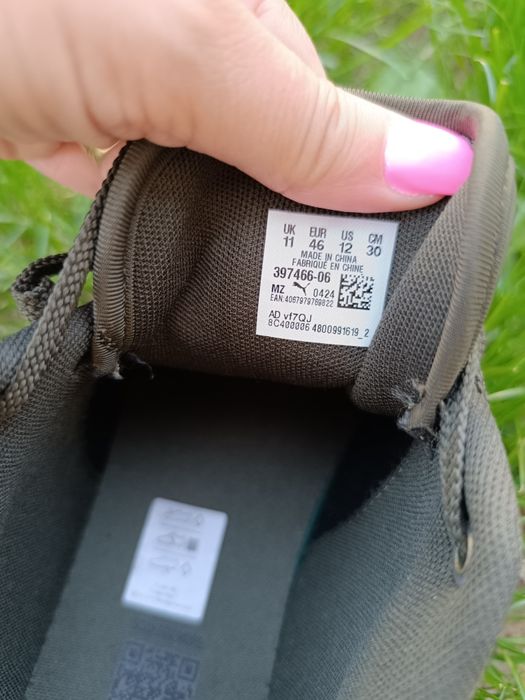 UK EUR US CM
11 46 12 30
MADE IN CHINA
FABRIQUÉ EN CHINE
397466-06
MZ 0424
EAN:4067979769822
AD vf7QJ
8C400006 4800991619_2